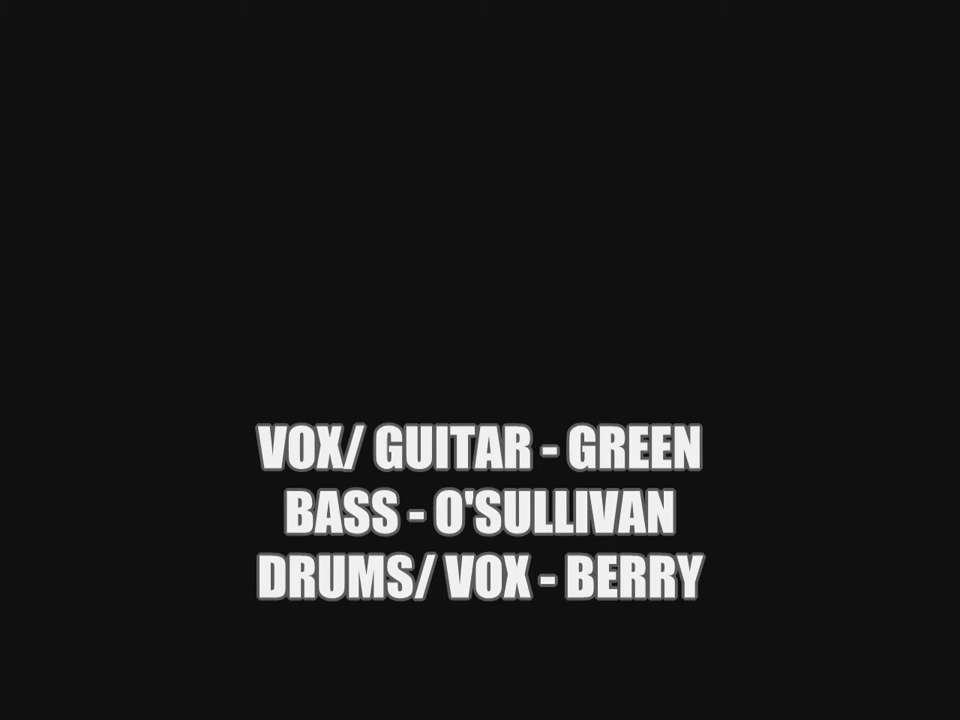 VOX/ GUITAR - GREEN
BASS - O'SULLIVAN
DRUMS/ VOX - BERRY